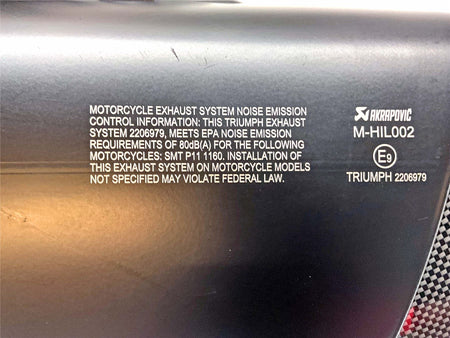 MOTORCYCLE EXHAUST SYSTEM NOISE EMISSION
CONTROL INFORMATION: THIS TRIUMPH EXHAUST
SYSTEM 2206979, MEETS EPA NOISE EMISSION
REQUIREMENTS OF 80dB(A) FOR THE FOLLOWING
MOTORCYCLES: SMT P11 1160. INSTALLATION OF
THIS EXHAUST SYSTEM ON MOTORCYCLE MODELS
NOT SPECIFIED MAY VIOLATE FEDERAL LAW.
AKRAPOVIČ
M-HIL002
E9
TRIUMPH 2206979